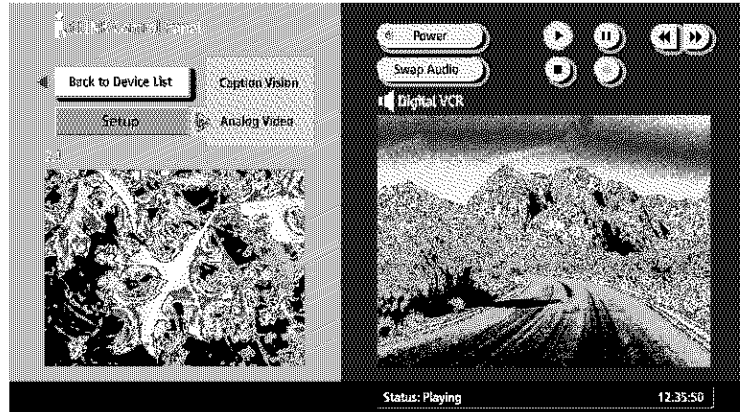 Back to Device List
Caption Vision
Setup
Analog Video
Power
Swap Audio
Digital VCR
Status: Playing
12:35:50